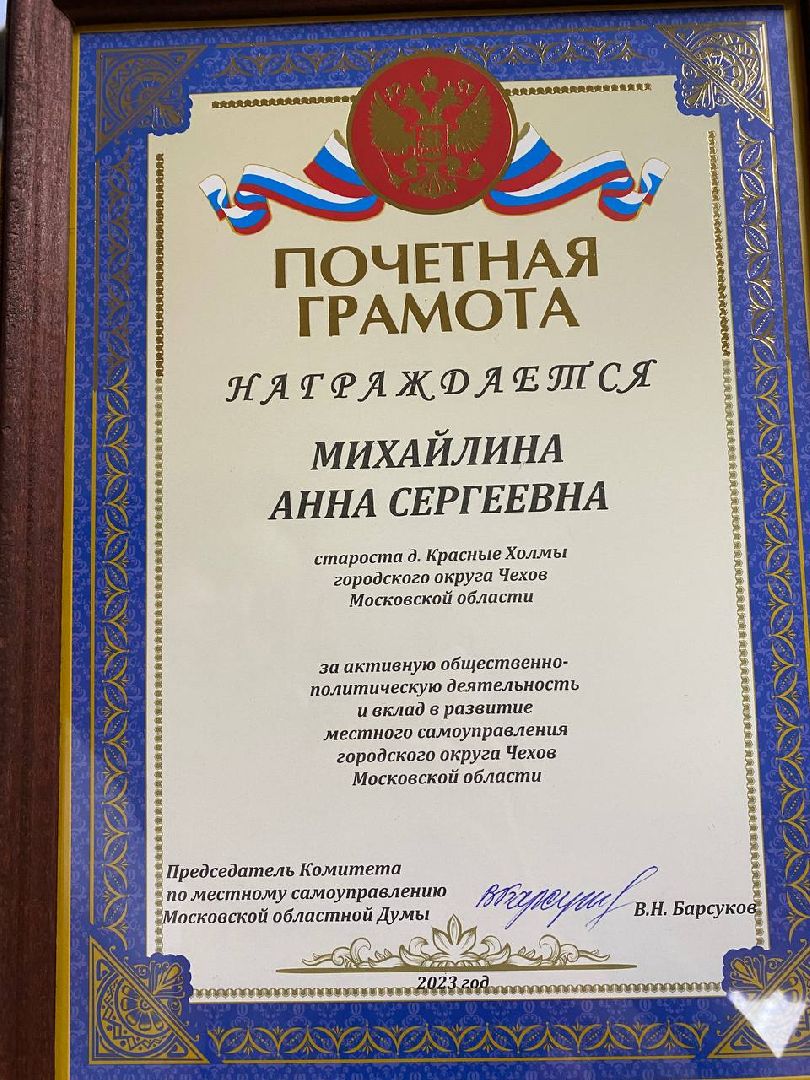 ПОЧЕТНАЯ
ГРАМОТА
НАГРАЖДАЕТСЯ
МИХАЙЛИНА
АННА СЕРГЕЕВНА
староста д. Красные Холмы
городского округа Чехов
Московской области
за активную общественно-
политическую деятельность
и вклад в развитие
местного самоуправления
городского округа Чехов
Московской области
Председатель Комитета
по местному самоуправлению
Московской областной Думы
В.Н. Барсуков
2023 год